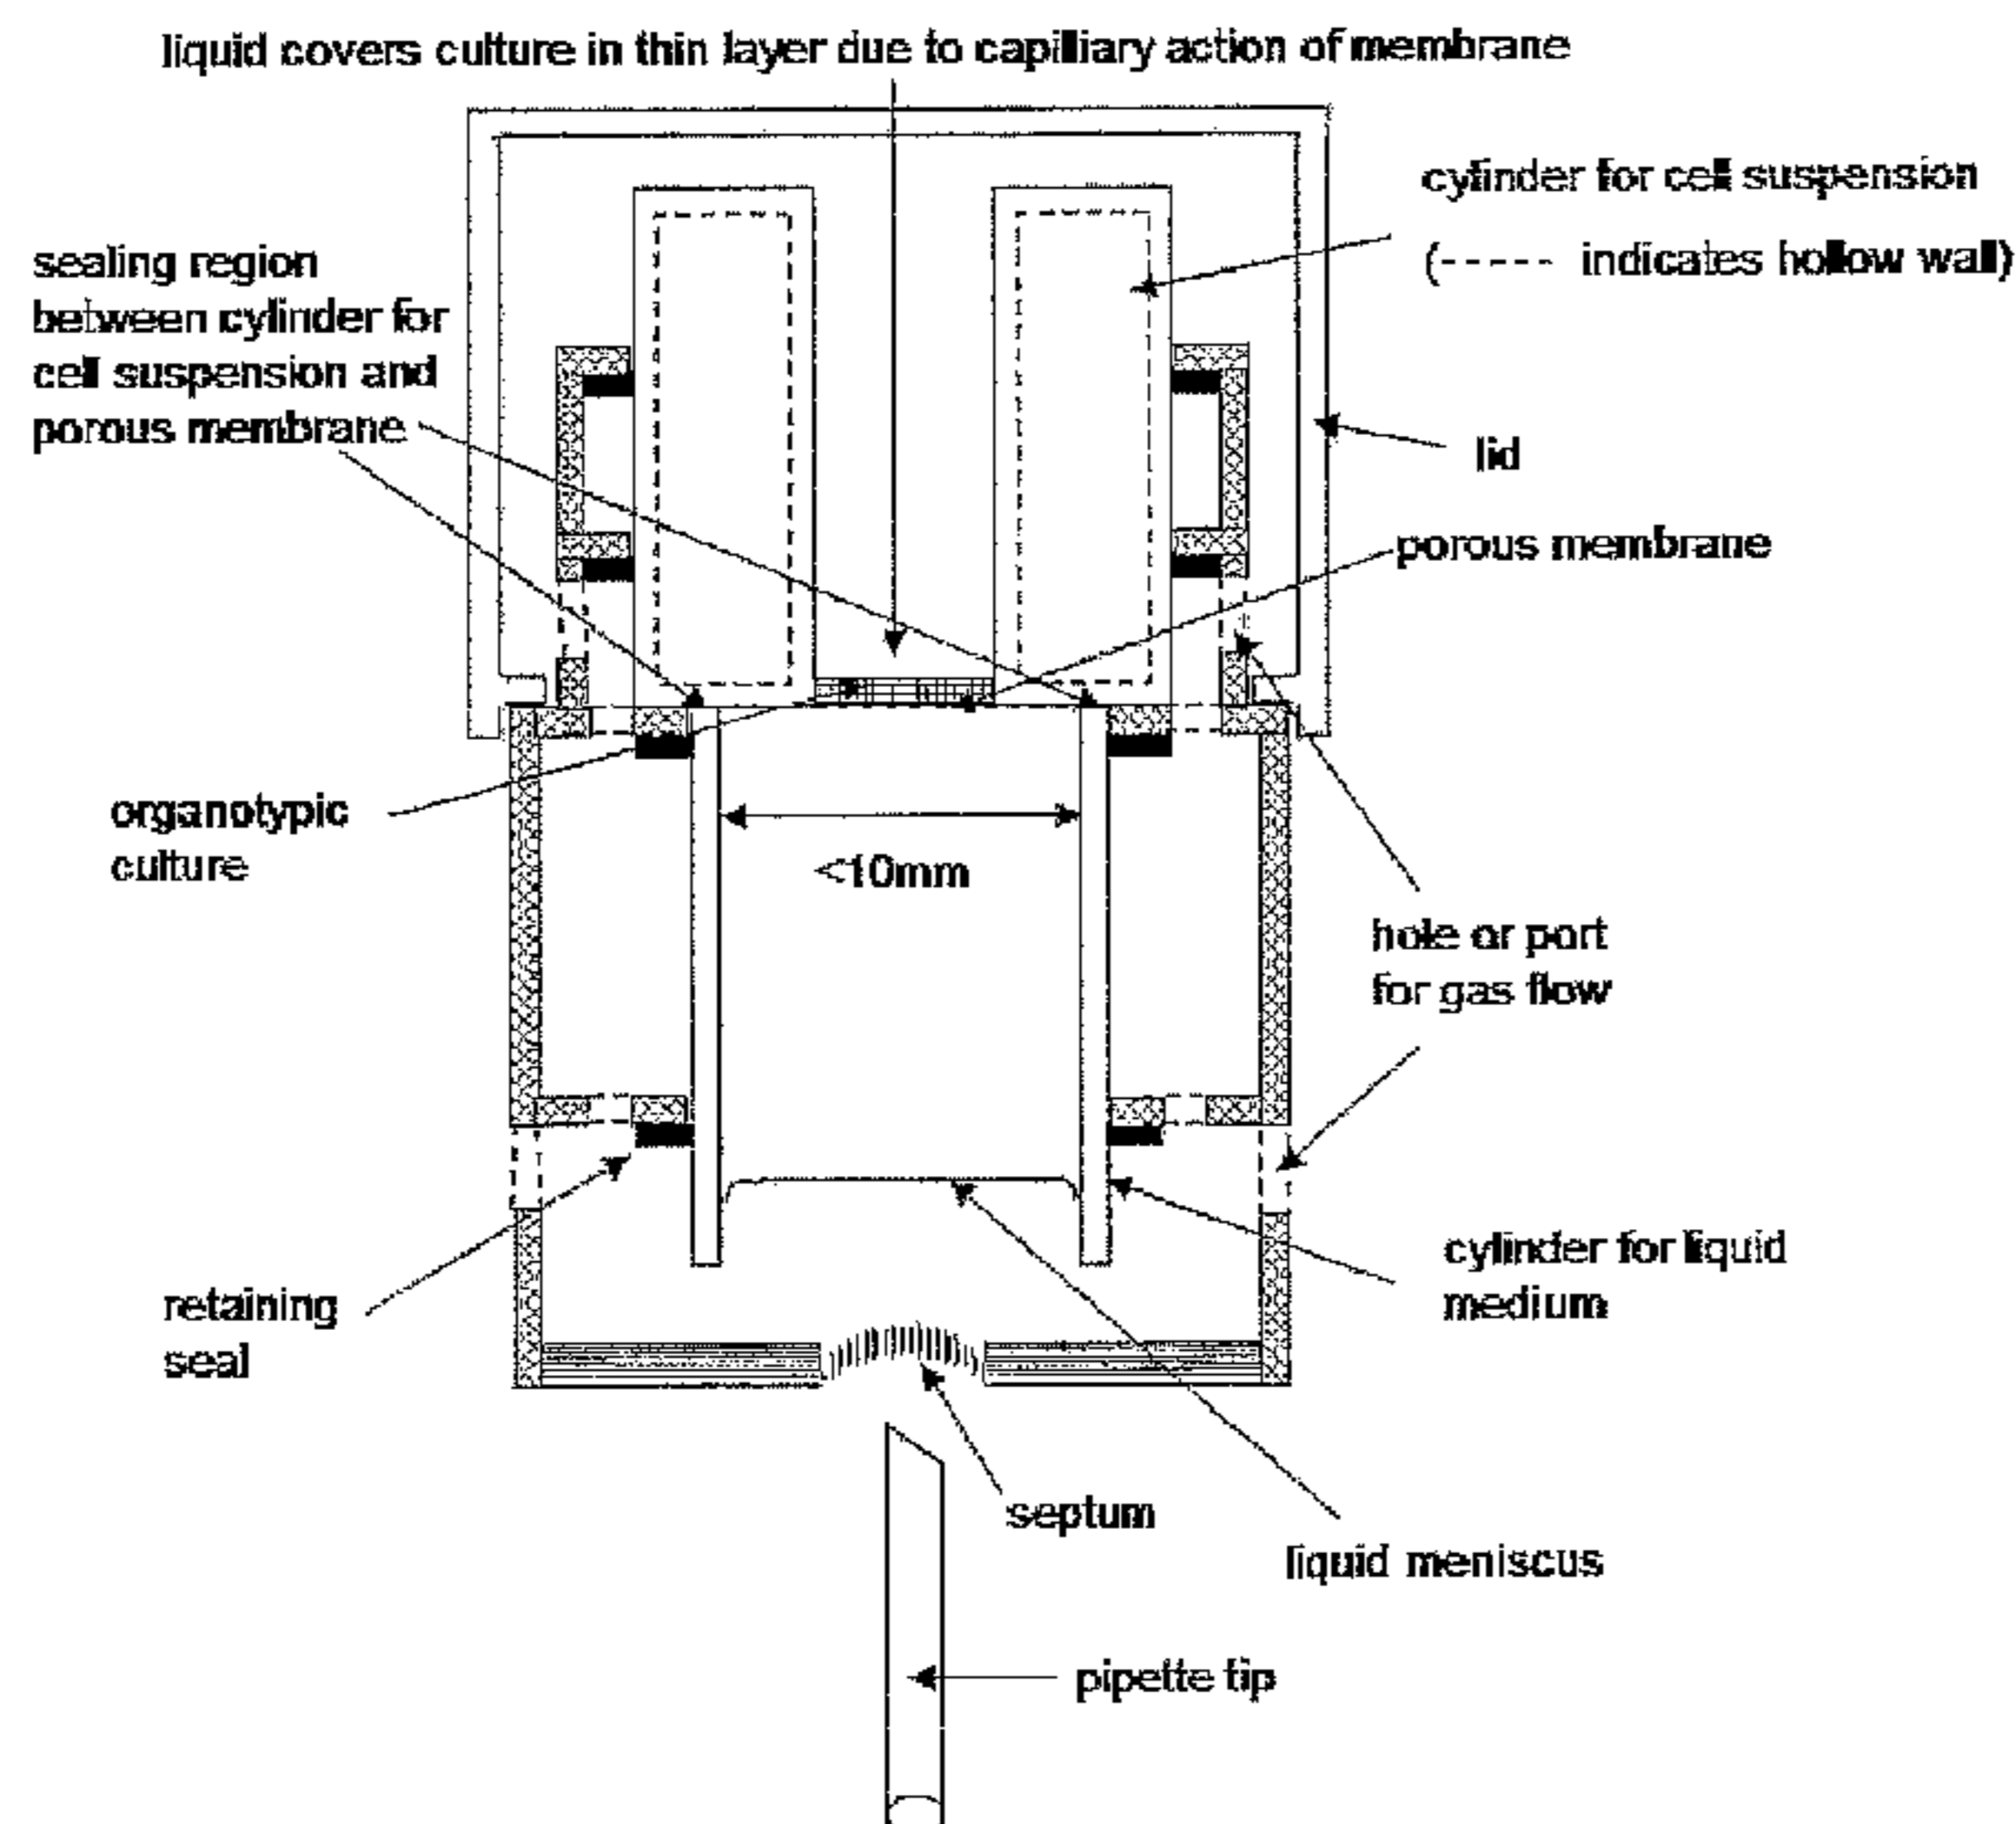 liquid covers culture in thin layer due to capilliary action of membrane
cylinder for cell suspension
(------ indicates hollow wall)
sealing region
between cylinder for
cell suspension and
porous membrane
lid
porous membrane
organotypic
culture
<10mm
hole or port
for gas flow
retaining
seal
cylinder for liquid
medium
septum
liquid meniscus
pipette tip